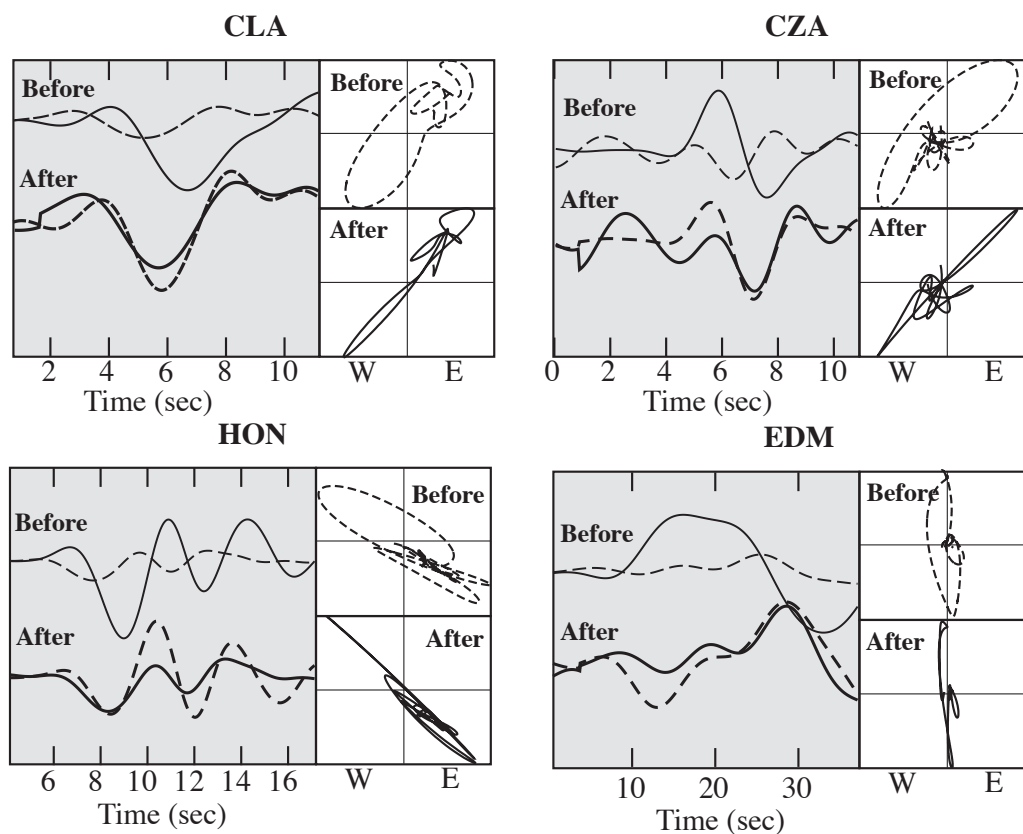 CLA
Before
After
Before
After
2 4 6 8 10
W E
Time (sec)
CZA
Before
After
Before
After
0 2 4 6 8 10
W E
Time (sec)
HON
Before
After
Before
After
6 8 10 12 14 16
W E
Time (sec)
EDM
Before
After
Before
After
10 20 30
W E
Time (sec)